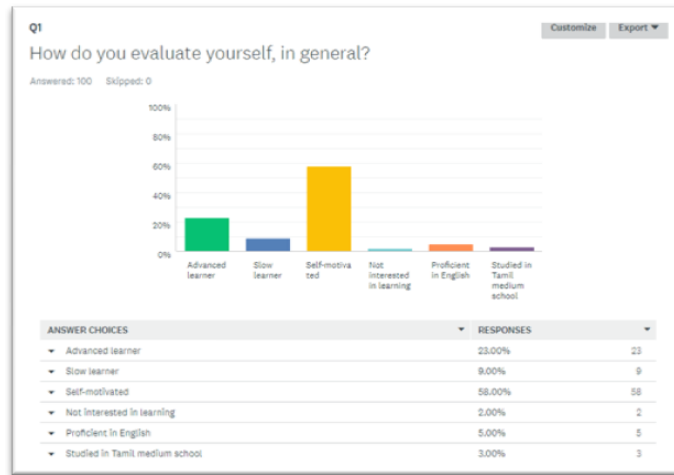 Q1
Customize
Export
How do you evaluate yourself, in general?
Answered: 100 Skipped: 0
100%
80%
60%
40%
20%
0%
Advanced
learner
Slow
learner
Self-motiva
ted
Not
interested
in learning
Proficient
in English
Studied in
Tamil
medium
school
ANSWER CHOICES RESPONSES
Advanced learner 23.00% 23
Slow learner 9.00% 9
Self-motivated 58.00% 58
Not interested in learning 2.00% 2
Proficient in English 5.00% 5
Studied in Tamil medium school 3.00% 3